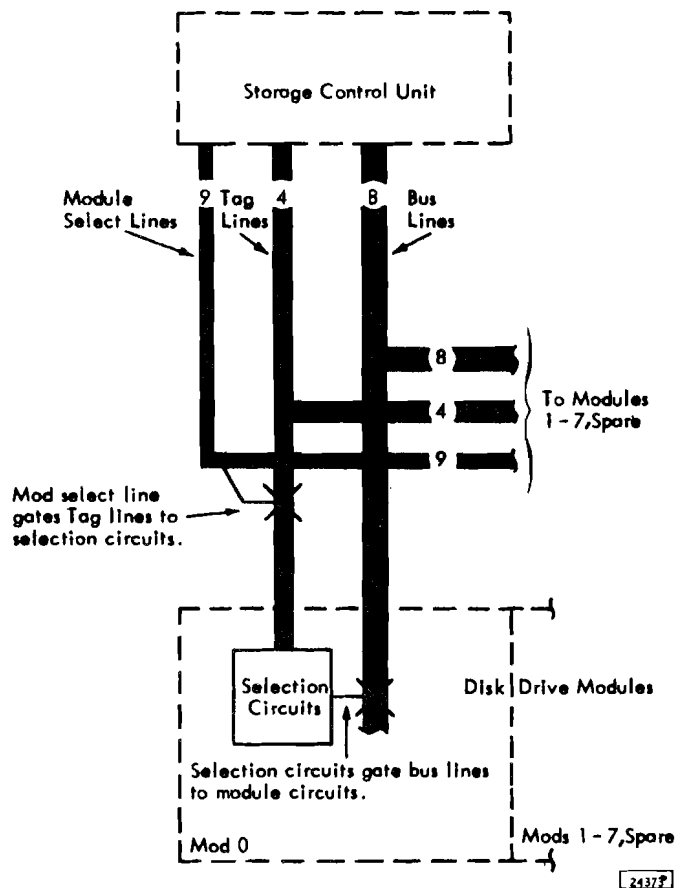 Storage Control Unit
Module
Select Lines
9
Tag
Lines
4
8
Bus
Lines
8
4
9
To Modules
1-7,Spare
Mod select line
gates Tag lines to
selection circuits.
Selection
Circuits
Disk Drive Modules
Selection circuits gate bus lines
to module circuits.
Mod 0
Mods 1-7,Spare